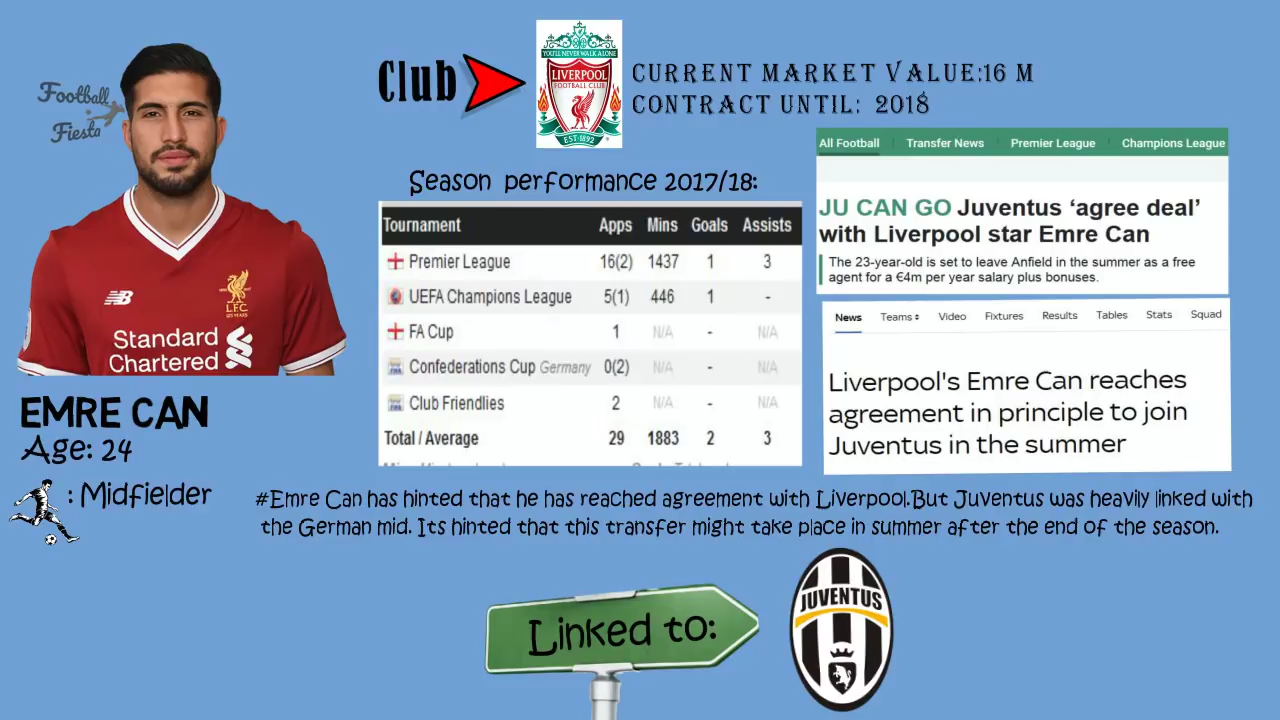 Football
Fiesta
Club
YOU'LL NEVER WALK ALONE
LIVERPOOL
FOOTBALL CLUB
EST·1892
CURRENT MARKET VALUE:16 M
CONTRACT UNTIL: 2018
Season performance 2017/18:
Tournament Apps Mins Goals Assists
Premier League 16(2) 1437 1 3
UEFA Champions League 5(1) 446 1 -
FA Cup 1 N/A - N/A
Confederations Cup Germany 0(2) N/A - N/A
Club Friendlies 2 N/A - N/A
Total / Average 29 1883 2 3
All Football Transfer News Premier League Champions League
JU CAN GO Juventus ‘agree deal’
with Liverpool star Emre Can
The 23-year-old is set to leave Anfield in the summer as a free
agent for a €4m per year salary plus bonuses.
News Teams Video Fixtures Results Tables Stats Squad
Liverpool's Emre Can reaches
agreement in principle to join
Juventus in the summer
L.F.C
Standard
Chartered
EMRE CAN
Age: 24
: Midfielder
#Emre Can has hinted that he has reached agreement with Liverpool.But Juventus was heavily linked with
the German mid. Its hinted that this transfer might take place in summer after the end of the season.
Linked to:
JUVENTUS